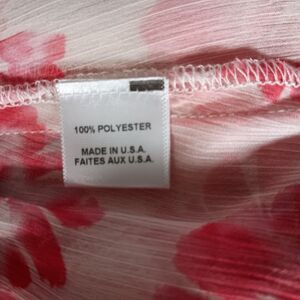 100% POLYESTER
MADE IN U.S.A.
FAITES AUX U.S.A.